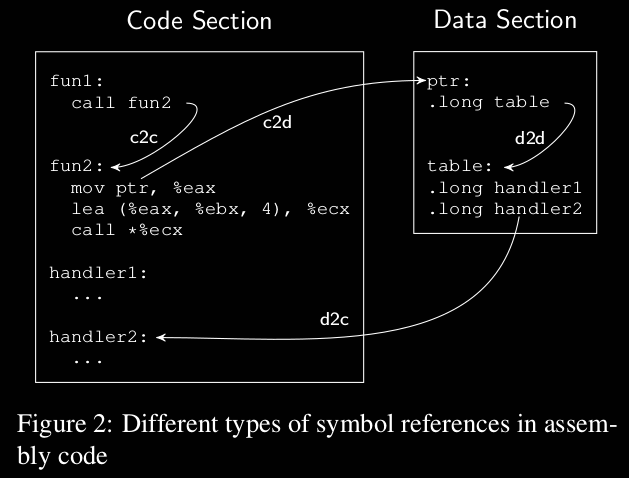 Code Section
Data Section
fun1:
call fun2
c2c
fun2:
mov ptr, %eax
lea (%eax, %ebx, 4), %ecx
call *%ecx
handler1:
...
handler2:
...
c2d
ptr:
.long table
d2d
table:
.long handler1
.long handler2
d2c
Figure 2: Different types of symbol references in assem-
bly code